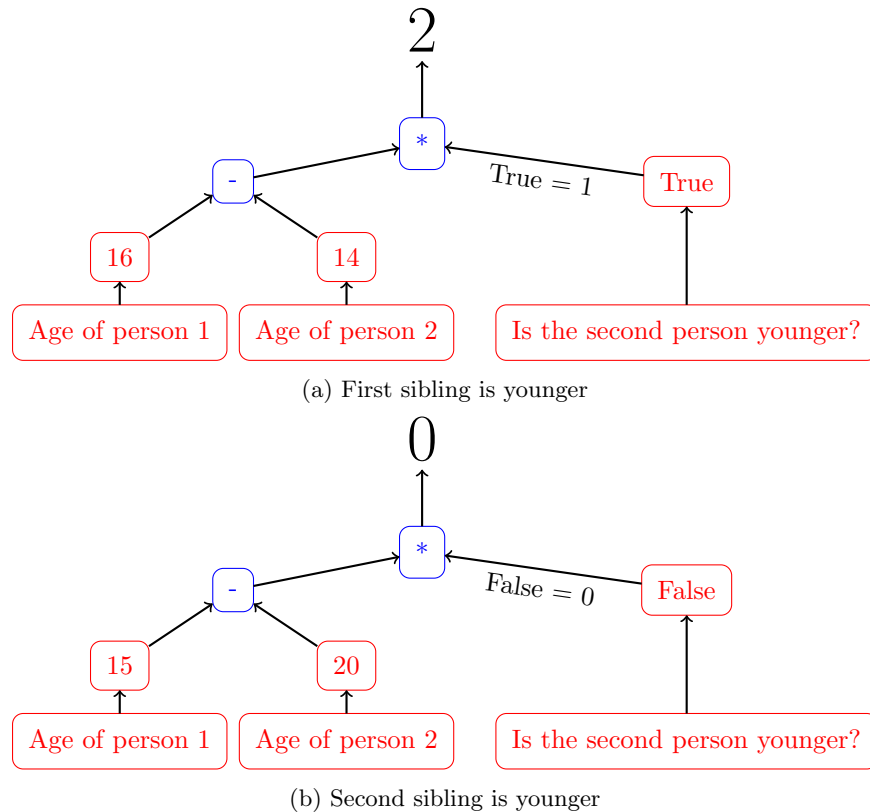 2
*
-
True = 1
True
16
14
Age of person 1
Age of person 2
Is the second person younger?
(a) First sibling is younger
0
*
-
False = 0
False
15
20
Age of person 1
Age of person 2
Is the second person younger?
(b) Second sibling is younger